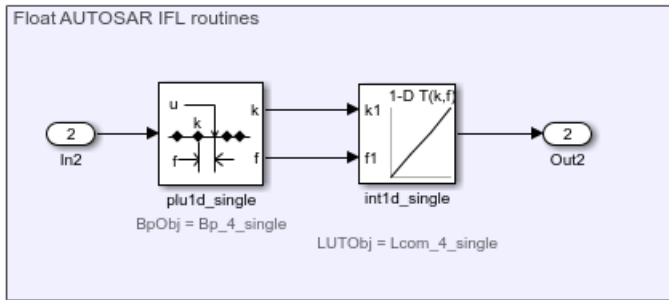 Float AUTOSAR IFL routines
1-D T(k,f)
u
k
k
k1
2
2
f
f
f1
In2
Out2
plu1d_single
int1d_single
BpObj = Bp_4_single
LUTObj = Lcom_4_single